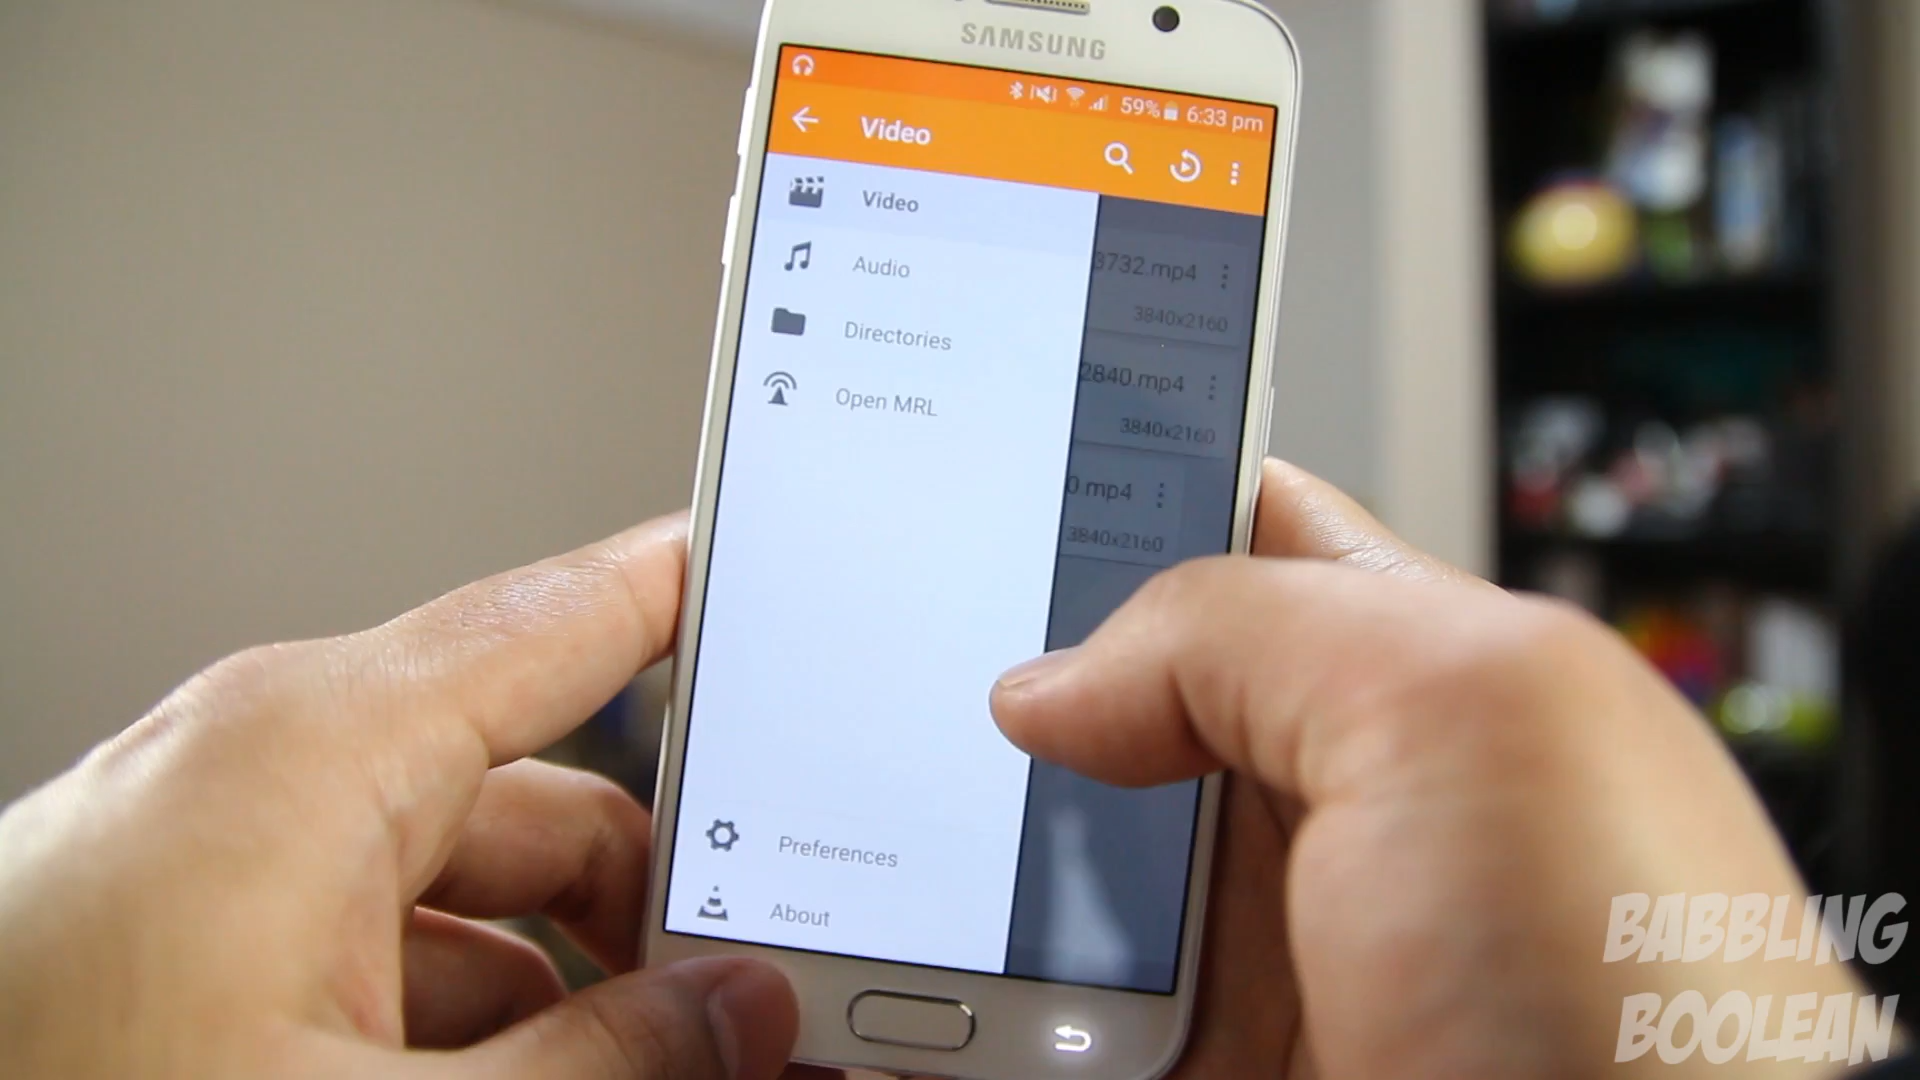 SAMSUNG
59% 6:33 pm
Video
Video
Audio
Directories
Open MRL
3732.mp4
3840x2160
2840.mp4
3840x2160
0.mp4
3840x2160
Preferences
About
BABBLING
BOOLEAN